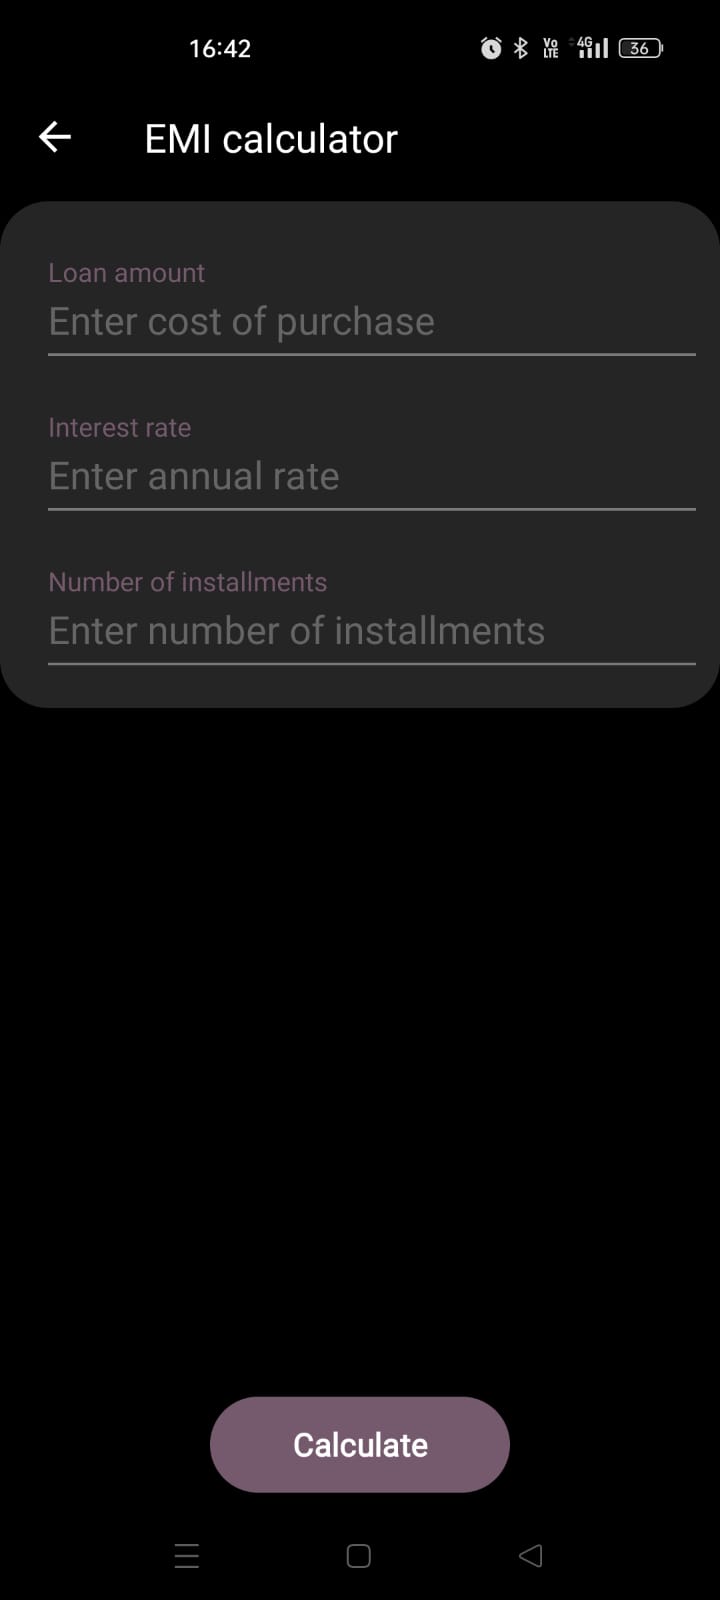 16:42
Vo LTE 4G 36
EMI calculator
Loan amount
Enter cost of purchase
Interest rate
Enter annual rate
Number of installments
Enter number of installments
Calculate